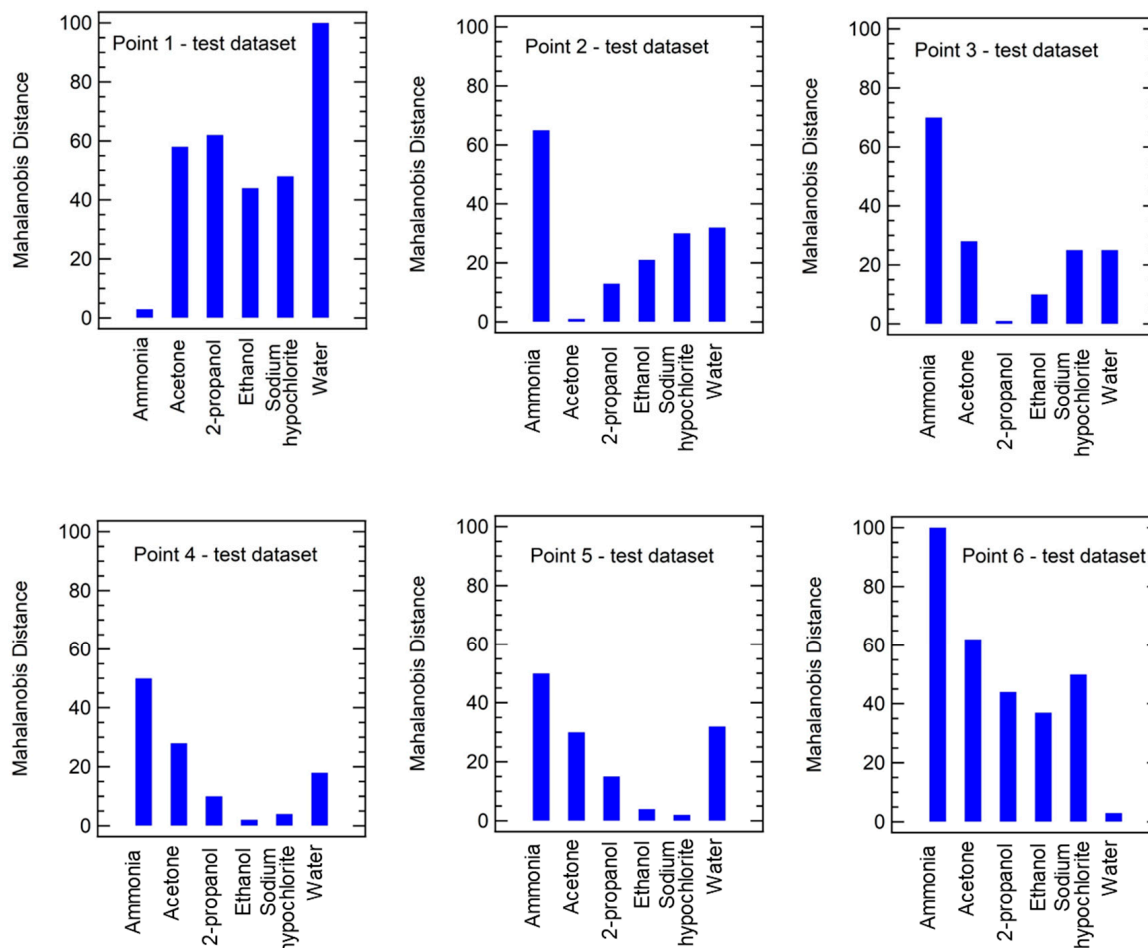 Point 1 - test dataset
Mahalanobis Distance
100
80
60
40
20
0
Ammonia
Acetone
2-propanol
Ethanol
Sodium
hypochlorite
Water
Point 2 - test dataset
Mahalanobis Distance
100
80
60
40
20
0
Ammonia
Acetone
2-propanol
Ethanol
Sodium
hypochlorite
Water
Point 3 - test dataset
Mahalanobis Distance
100
80
60
40
20
0
Ammonia
Acetone
2-propanol
Ethanol
Sodium
hypochlorite
Water
Point 4 - test dataset
Mahalanobis Distance
100
80
60
40
20
0
Ammonia
Acetone
2-propanol
Ethanol
Sodium
hypochlorite
Water
Point 5 - test dataset
Mahalanobis Distance
100
80
60
40
20
0
Ammonia
Acetone
2-propanol
Ethanol
Sodium
hypochlorite
Water
Point 6 - test dataset
Mahalanobis Distance
100
80
60
40
20
0
Ammonia
Acetone
2-propanol
Ethanol
Sodium
hypochlorite
Water